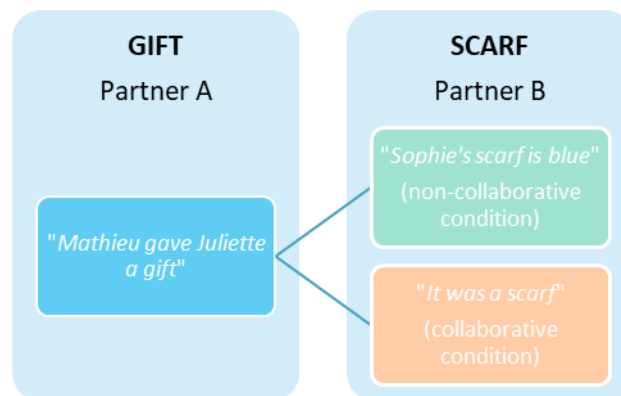 GIFT
Partner A
"Mathieu gave Juliette
a gift"
SCARF
Partner B
"Sophie's scarf is blue"
(non-collaborative
condition)
"It was a scarf"
(collaborative
condition)